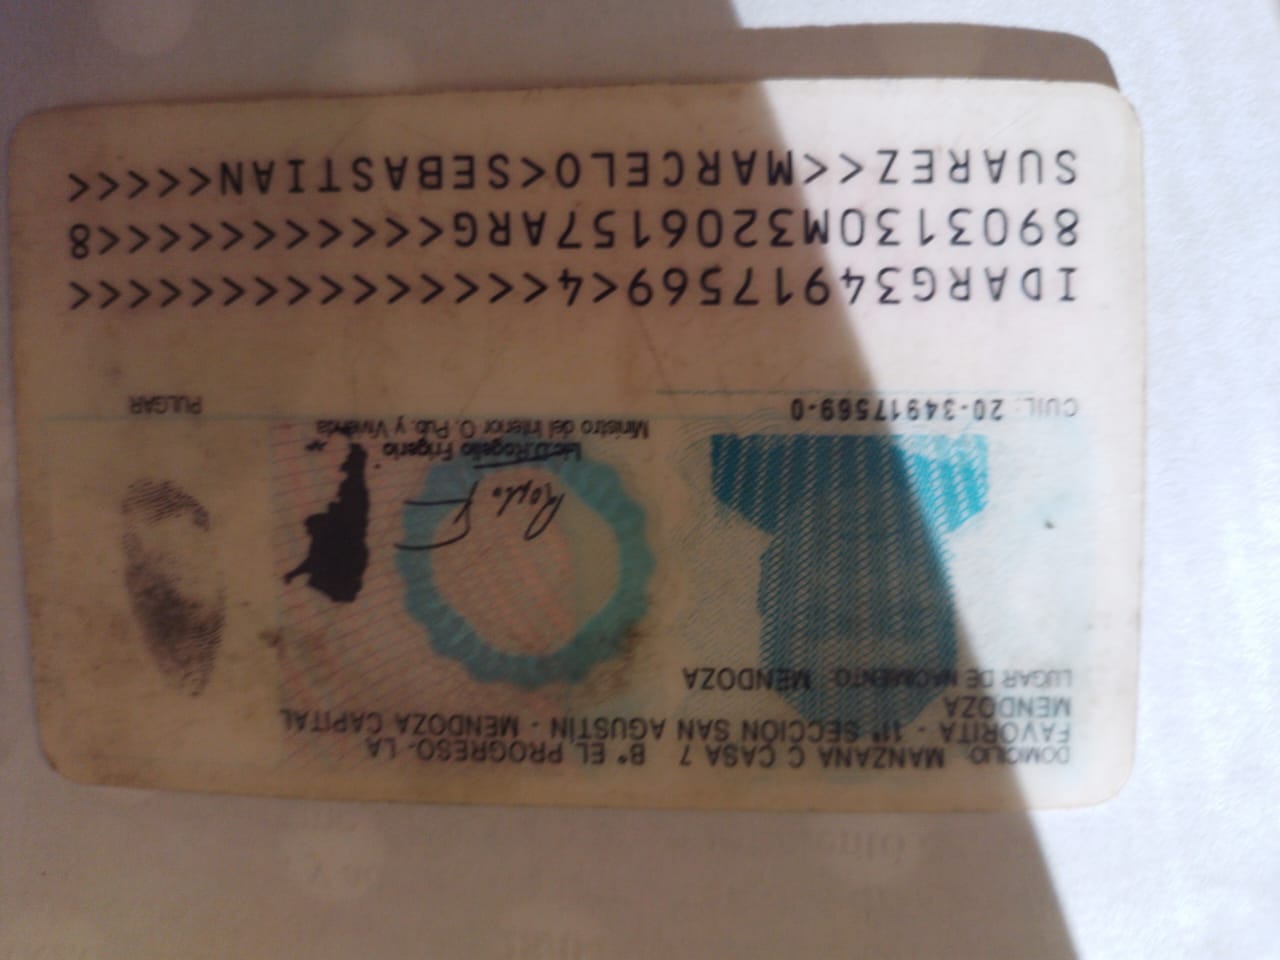 DOMICILIO: MANZANA C CASA 7 B° EL PROGRESO- LA
FAVORITA - 11° SECCIÓN SAN AGUSTÍN - MENDOZA CAPITAL
MENDOZA
LUGAR DE NACIMIENTO: MENDOZA
Lic.D.Rogelio Frigerio
Ministro del Interior O. Pub. y Vivienda
CUIL: 20-34917569-0
PULGAR
IDARG34917569<4<<<<<<<<<<<<<<<
8903130M3206157ARG<<<<<<<<<<<8
SUAREZ<<MARCELO<SEBASTIAN<<<<<